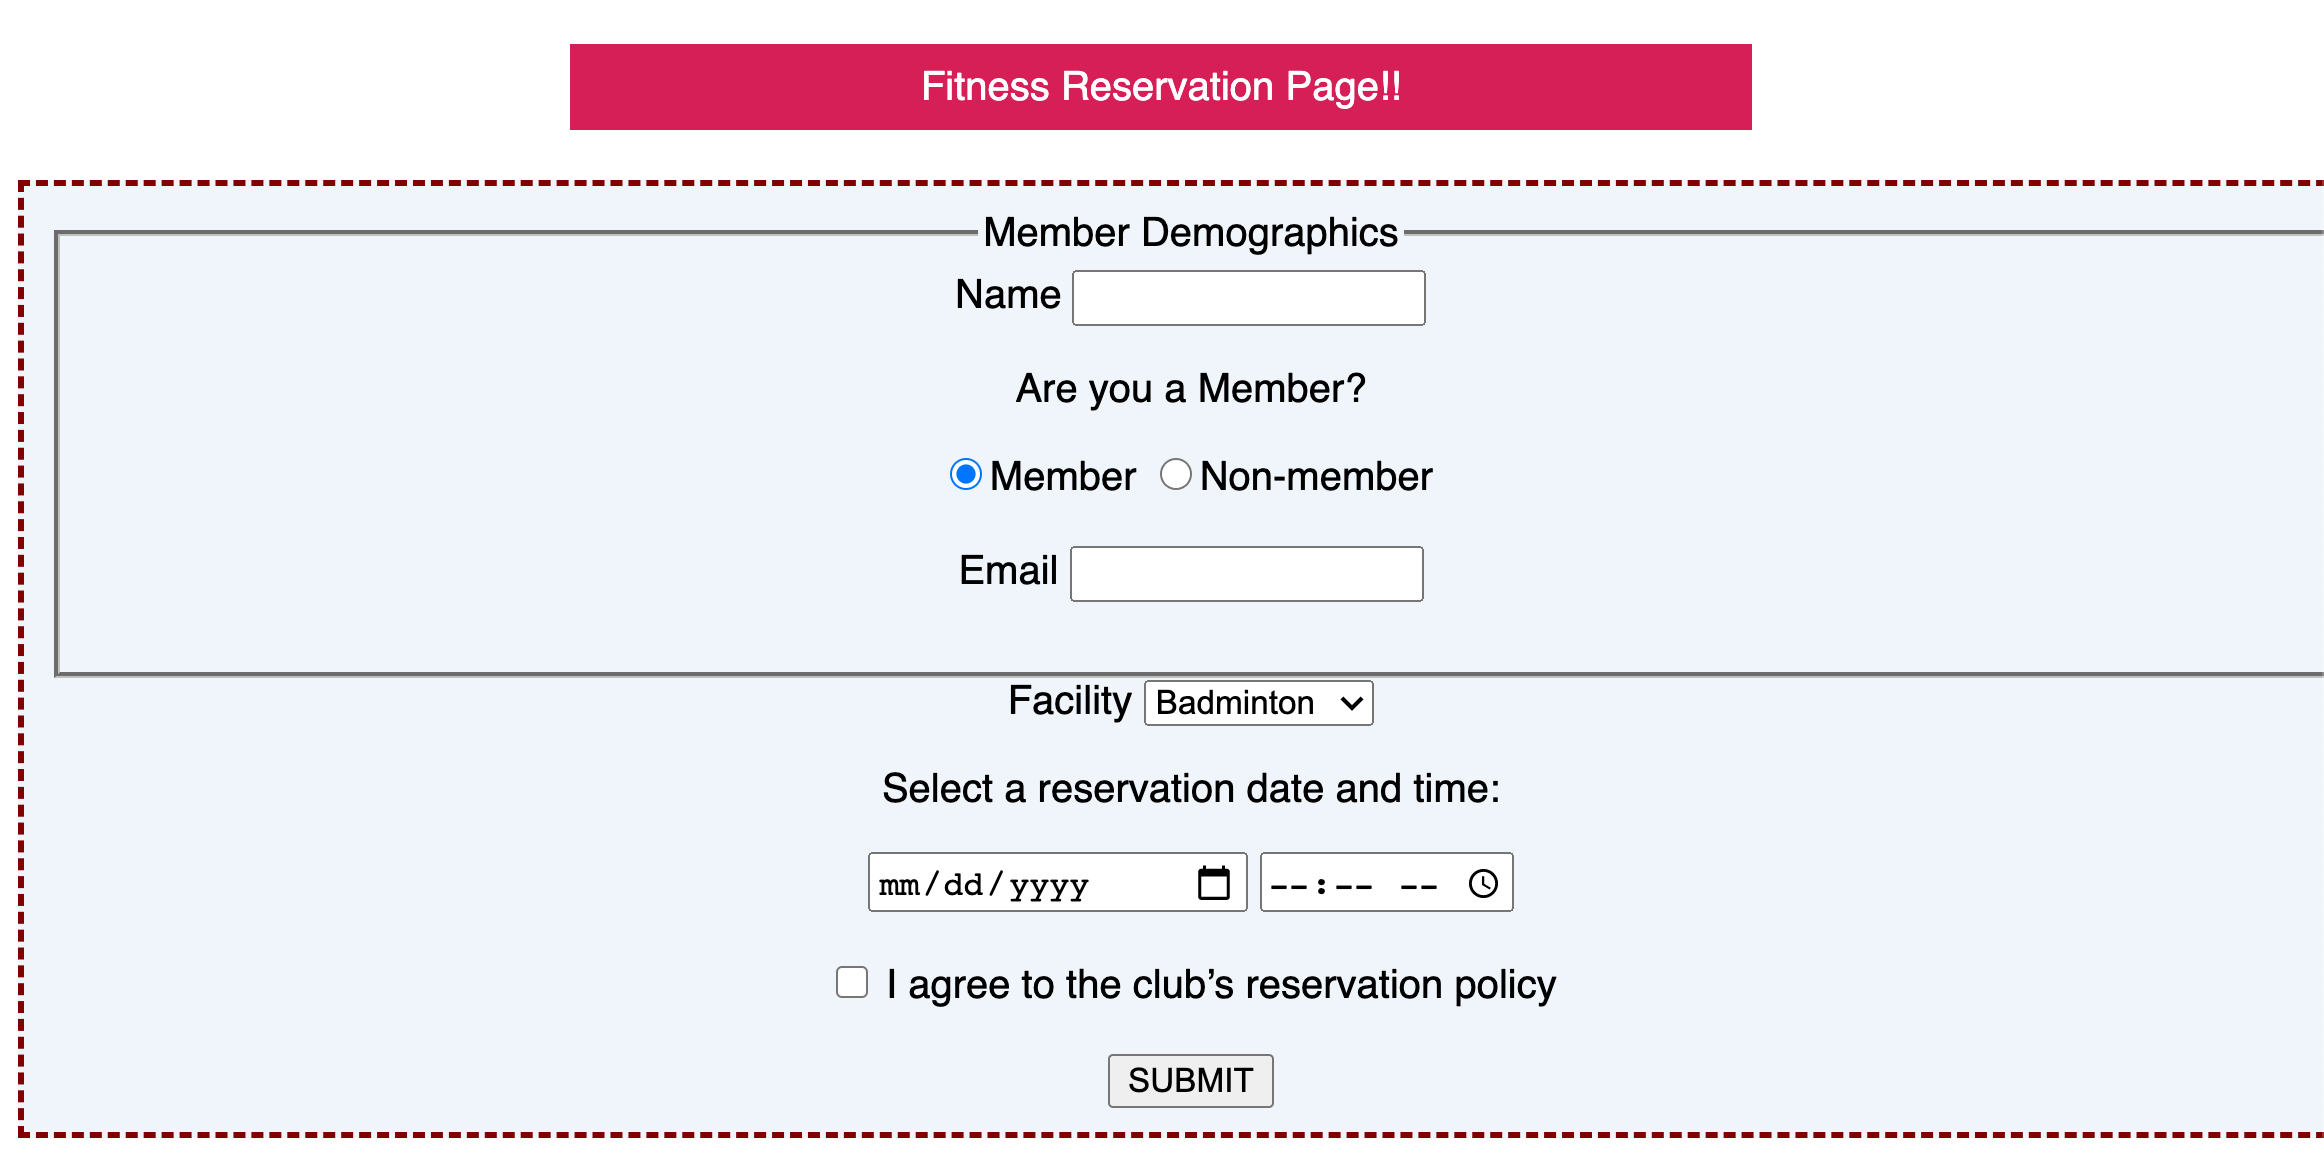 Fitness Reservation Page!!
Member Demographics
Name
Are you a Member?
Member Non-member
Email
Facility Badminton
Select a reservation date and time:
mm/dd/yyyy --:-- --
I agree to the club’s reservation policy
SUBMIT